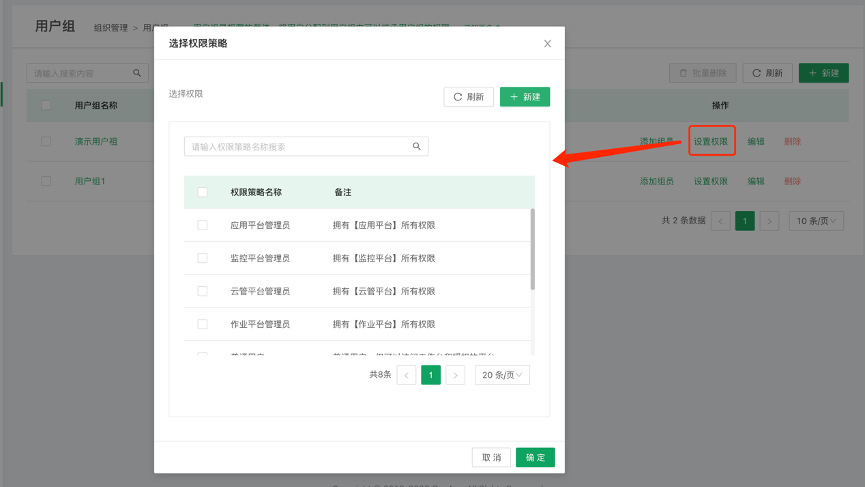 用户组
组织管理 > 用户组
选择权限策略
请输入搜索内容
批量删除
刷新
+ 新建
选择权限
刷新
+ 新建
用户组名称
操作
请输入权限策略名称搜索
演示用户祖
添加组员 设置权限 编辑 删除
用户组1
添加组员 设置权限 编辑 删除
权限策略名称 备注
应用平台管理员 拥有【应用平台】所有权限
监控平台管理员 拥有【监控平台】所有权限
云管平台管理员 拥有【云管平台】所有权限
作业平台管理员 拥有【作业平台】所有权限
共 2 条数据 < 1 > 10 条/页
共8条 < 1 > 20 条/页
取消 确定